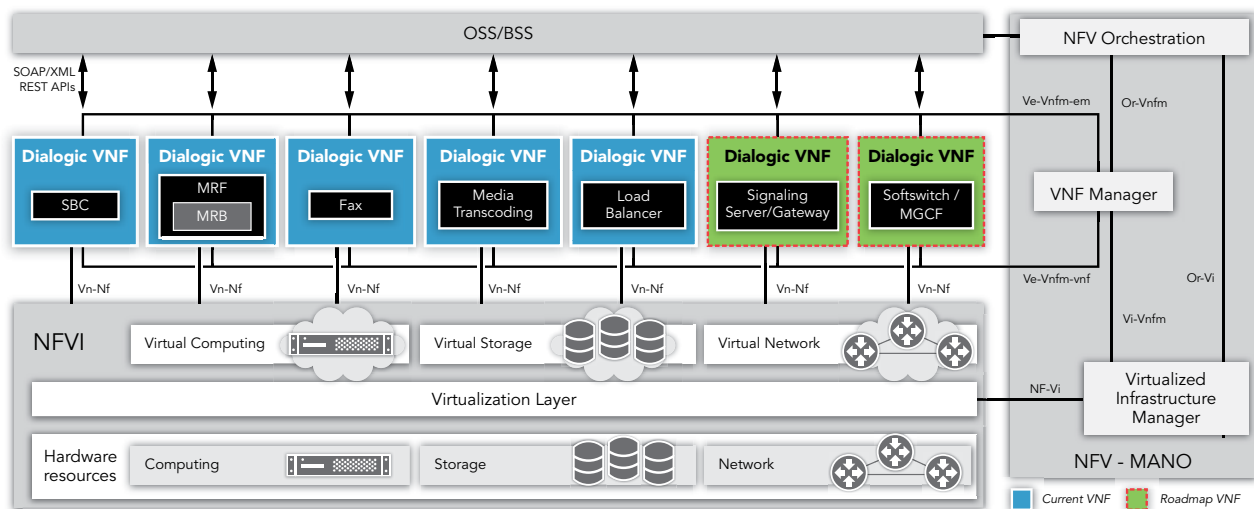 OSS/BSS
NFV Orchestration
SOAP/XML
REST APIs
Ve-Vnfm-em
Or-Vnfm
Dialogic VNF
SBC
Dialogic VNF
MRF
MRB
Dialogic VNF
Fax
Dialogic VNF
Media
Transcoding
Dialogic VNF
Load
Balancer
Dialogic VNF
Signaling
Server/Gateway
Dialogic VNF
Softswitch /
MGCF
VNF Manager
Vn-Nf
Vn-Nf
Vn-Nf
Vn-Nf
Vn-Nf
Vn-Nf
Vn-Nf
Ve-Vnfm-vnf
Or-Vi
Vi-Vnfm
NFVI
Virtual Computing
Virtual Storage
Virtual Network
Virtualization Layer
NF-Vi
Virtualized
Infrastructure
Manager
Hardware
resources
Computing
Storage
Network
NFV - MANO
Current VNF
Roadmap VNF